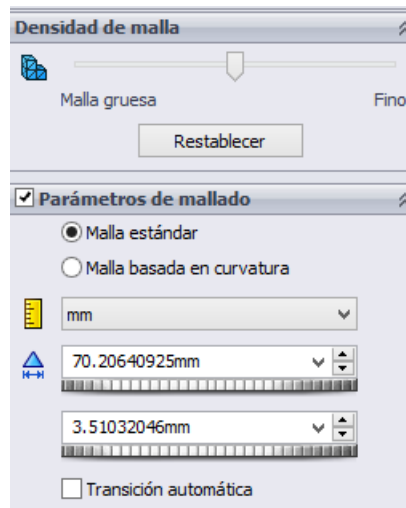 Densidad de malla
Malla gruesa Fino
Restablecer
Parámetros de mallado
Malla estándar
Malla basada en curvatura
mm
70.20640925mm
3.51032046mm
Transición automática